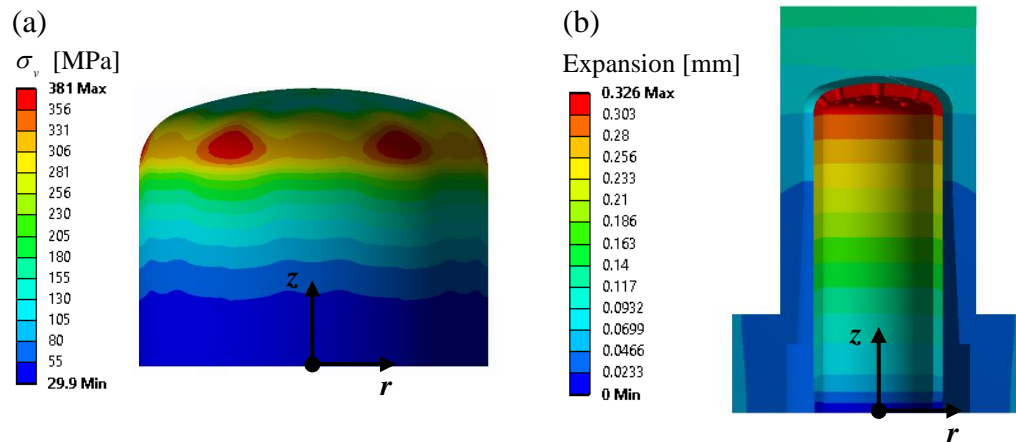 (a)
σv [MPa]
381 Max
356
331
306
281
256
230
205
180
155
130
105
80
55
29.9 Min
z
r
(b)
Expansion [mm]
0.326 Max
0.303
0.28
0.256
0.233
0.21
0.186
0.163
0.14
0.117
0.0932
0.0699
0.0466
0.0233
0 Min
z
r